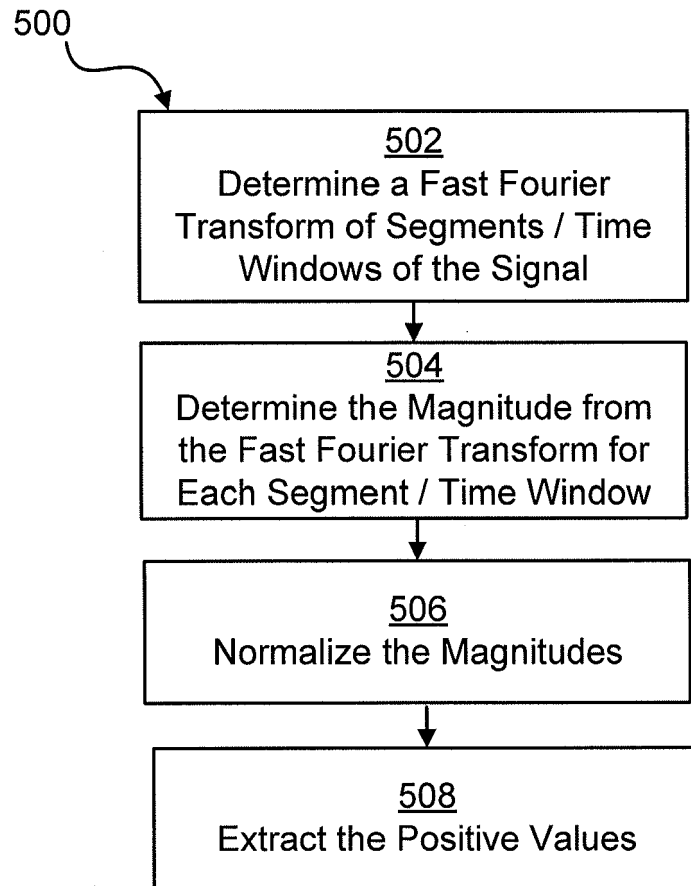 500
502
Determine a Fast Fourier
Transform of Segments / Time
Windows of the Signal
504
Determine the Magnitude from
the Fast Fourier Transform for
Each Segment / Time Window
506
Normalize the Magnitudes
508
Extract the Positive Values